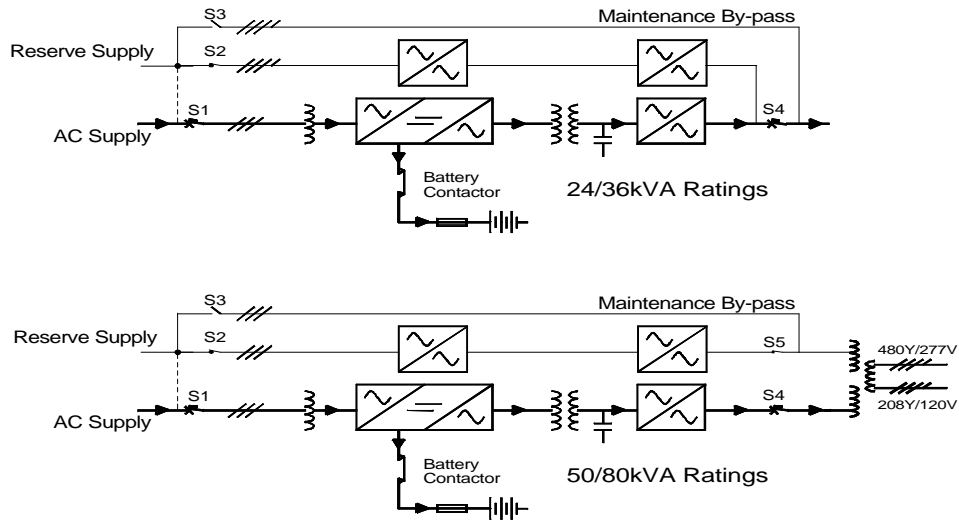 S3
Maintenance By-pass
Reserve Supply
S2
S1
S4
AC Supply
Battery
Contactor
24/36kVA Ratings
S3
Maintenance By-pass
Reserve Supply
S2
S5
480Y/277V
S1
S4
208Y/120V
AC Supply
Battery
Contactor
50/80kVA Ratings